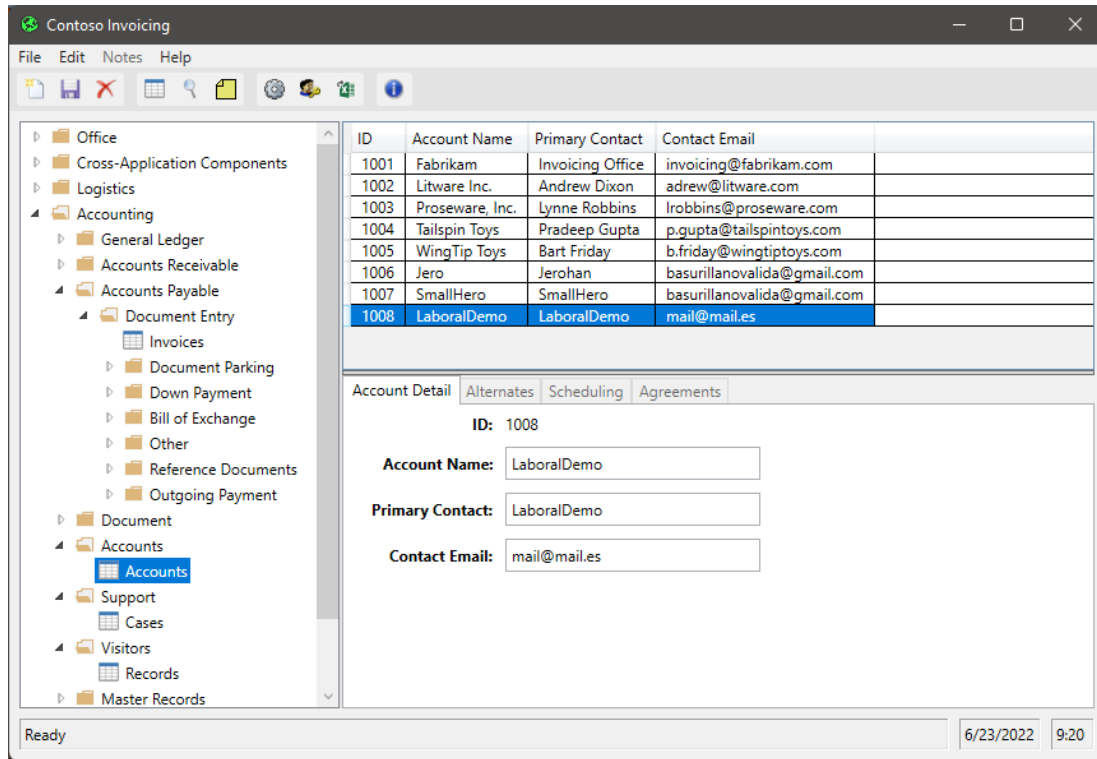 Contoso Invoicing
File Edit Notes Help
Office
Cross-Application Components
Logistics
Accounting
General Ledger
Accounts Receivable
Accounts Payable
Document Entry
Invoices
Document Parking
Down Payment
Bill of Exchange
Other
Reference Documents
Outgoing Payment
Document
Accounts
Accounts
Support
Cases
Visitors
Records
Master Records
ID Account Name Primary Contact Contact Email
1001 Fabrikam Invoicing Office invoicing@fabrikam.com
1002 Litware Inc. Andrew Dixon adrew@litware.com
1003 Proseware, Inc. Lynne Robbins lrobbins@proseware.com
1004 Tailspin Toys Pradeep Gupta p.gupta@tailspintoys.com
1005 WingTip Toys Bart Friday b.friday@wingtiptoys.com
1006 Jero Jerohan basurillanovalida@gmail.com
1007 SmallHero SmallHero basurillanovalida@gmail.com
1008 LaboralDemo LaboralDemo mail@mail.es
Account Detail Alternates Scheduling Agreements
ID: 1008
Account Name: LaboralDemo
Primary Contact: LaboralDemo
Contact Email: mail@mail.es
Ready 6/23/2022 9:20